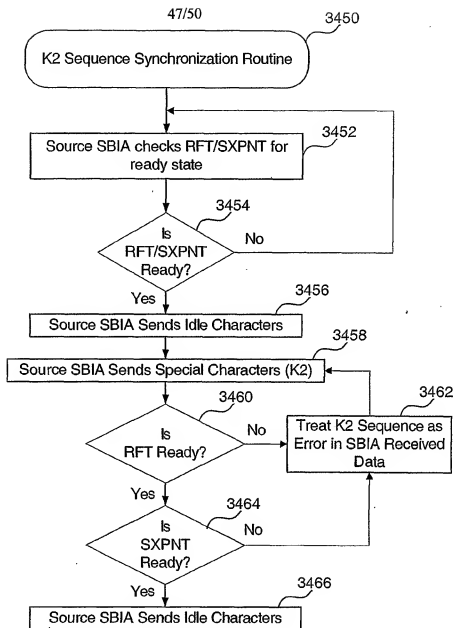 47/50
3450
K2 Sequence Synchronization Routine
3452
Source SBIA checks RFT/SXPNT for
ready state
3454
Is
RFT/SXPNT
Ready?
No
Yes
3456
Source SBIA Sends Idle Characters
3458
Source SBIA Sends Special Characters (K2)
3460
3462
Is
RFT Ready?
No
Treat K2 Sequence as
Error in SBIA Received
Data
Yes
3464
Is
SXPNT
Ready?
No
Yes
3466
Source SBIA Sends Idle Characters